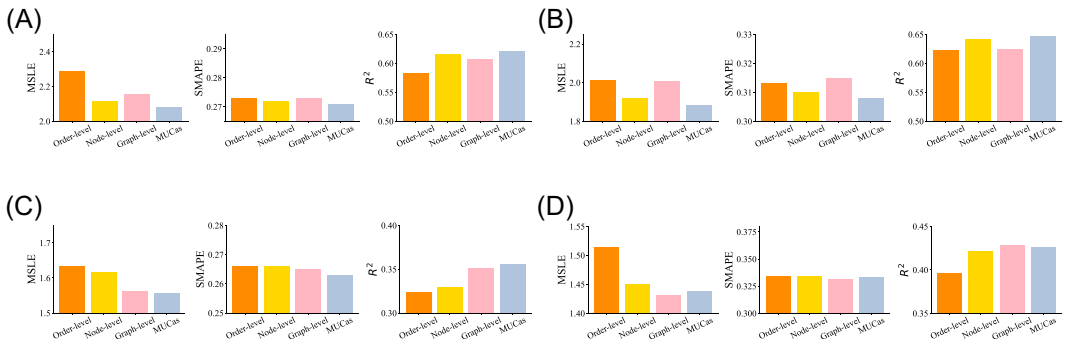 (A)
MSLE
2.4
2.2
2.0
Order-level Node-level Graph-level MUCas
SMAPE
0.29
0.28
0.27
Order-level Node-level Graph-level MUCas
R²
0.65
0.60
0.55
0.50
Order-level Node-level Graph-level MUCas
(B)
MSLE
2.2
2.0
1.8
Order-level Node-level Graph-level MUCas
SMAPE
0.33
0.32
0.31
0.30
Order-level Node-level Graph-level MUCas
R²
0.65
0.60
0.55
0.50
Order-level Node-level Graph-level MUCas
(C)
MSLE
1.7
1.6
1.5
Order-level Node-level Graph-level MUCas
SMAPE
0.28
0.27
0.26
0.25
Order-level Node-level Graph-level MUCas
R²
0.40
0.35
0.30
Order-level Node-level Graph-level MUCas
(D)
MSLE
1.55
1.50
1.45
1.40
Order-level Node-level Graph-level MUCas
SMAPE
0.375
0.350
0.325
0.300
Order-level Node-level Graph-level MUCas
R²
0.45
0.40
0.35
Order-level Node-level Graph-level MUCas